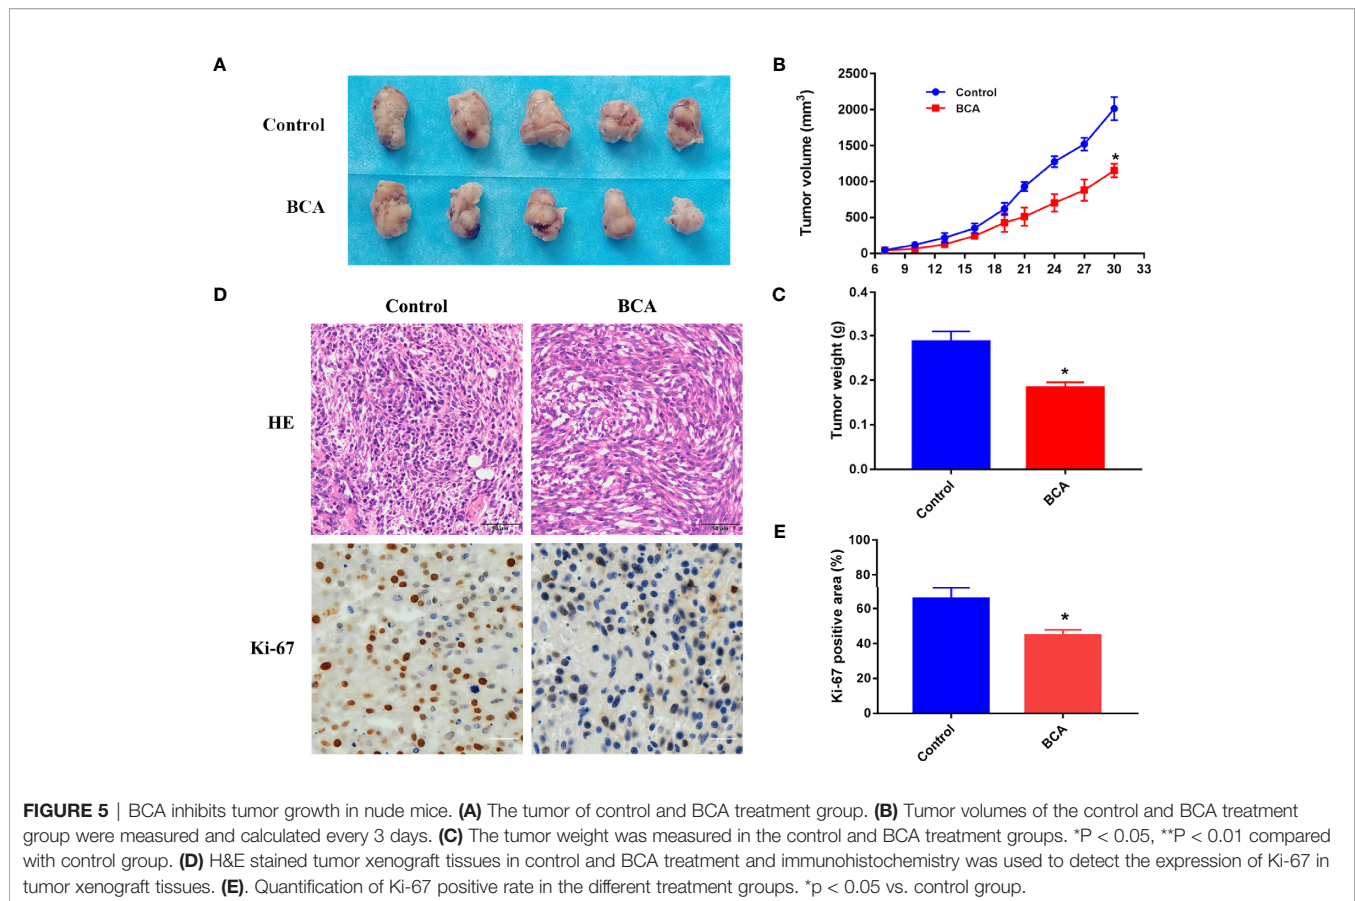 A
Control
BCA
B
Tumor volume (mm3)
2500
2000
1500
1000
500
0
Control
BCA
*
6 9 12 15 18 21 24 27 30 33
D
Control BCA
HE
50 μm
50 μm
Ki-67
C
Tumor weight (g)
0.4
0.3
0.2
0.1
0.0
*
Control
BCA
E
Ki-67 positive area (%)
100
80
60
40
20
0
*
Control
BCA
FIGURE 5 | BCA inhibits tumor growth in nude mice. (A) The tumor of control and BCA treatment group. (B) Tumor volumes of the control and BCA treatment
group were measured and calculated every 3 days. (C) The tumor weight was measured in the control and BCA treatment groups. *P < 0.05, **P < 0.01 compared
with control group. (D) H&E stained tumor xenograft tissues in control and BCA treatment and immunohistochemistry was used to detect the expression of Ki-67 in
tumor xenograft tissues. (E). Quantification of Ki-67 positive rate in the different treatment groups. *p < 0.05 vs. control group.